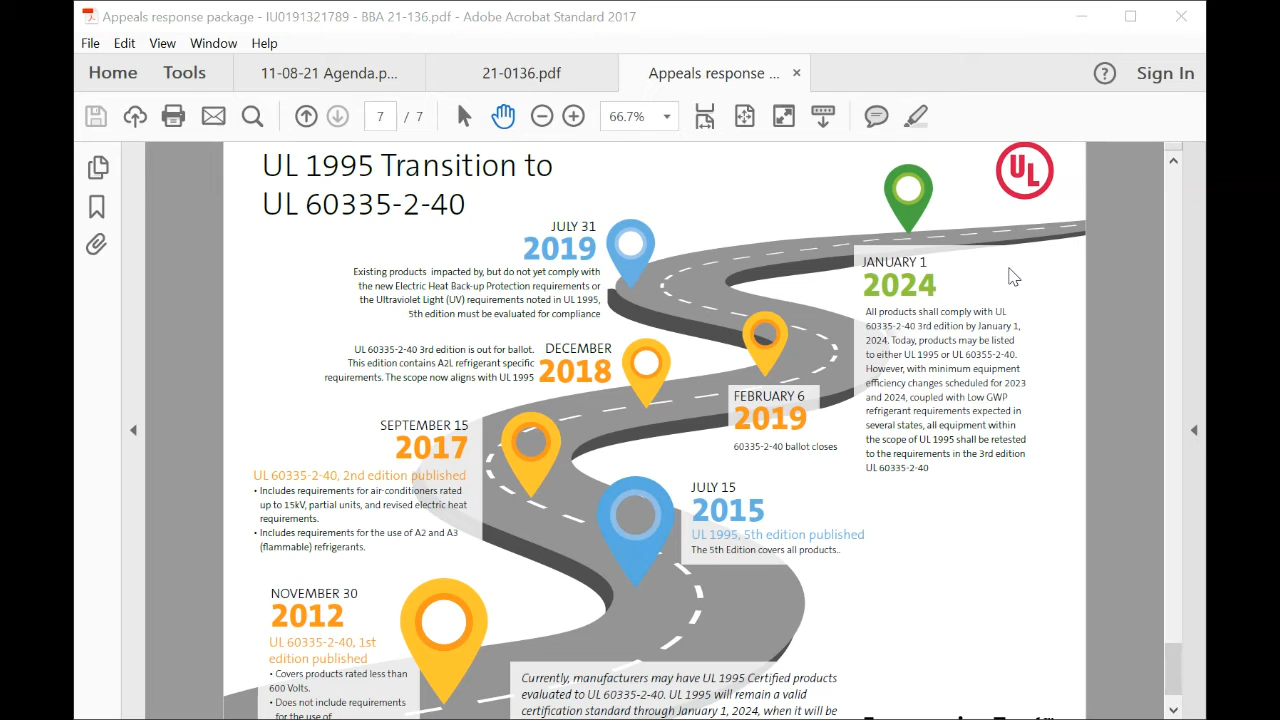 Appeals response package - IU0191321789 - BBA 21-136.pdf - Adobe Acrobat Standard 2017
File Edit View Window Help
Home Tools 11-08-21 Agenda.p... 21-0136.pdf Appeals response ... × ? Sign In
7 / 7 66.7%
UL 1995 Transition to
UL 60335-2-40
UL
JULY 31
2019
Existing products impacted by, but do not yet comply with
the new Electric Heat Back-up Protection requirements or
the Ultraviolet Light (UV) requirements noted in UL 1995,
5th edition must be evaluated for compliance
JANUARY 1
2024
All products shall comply with UL
60335-2-40 3rd edition by January 1,
2024. Today, products may be listed
to either UL 1995 or UL 60355-2-40.
However, with minimum equipment
efficiency changes scheduled for 2023
and 2024, coupled with Low GWP
refrigerant requirements expected in
several states, all equipment within
the scope of UL 1995 shall be retested
to the requirements in the 3rd edition
UL 60335-2-40
UL 60335-2-40 3rd edition is out for ballot.
This edition contains A2L refrigerant specific
requirements. The scope now aligns with UL 1995
DECEMBER
2018
FEBRUARY 6
2019
60335-2-40 ballot closes
SEPTEMBER 15
2017
UL 60335-2-40, 2nd edition published
• Includes requirements for air-conditioners rated
up to 15kV, partial units, and revised electric heat
requirements.
• Includes requirements for the use of A2 and A3
(flammable) refrigerants.
JULY 15
2015
UL 1995, 5th edition published
The 5th Edition covers all products..
NOVEMBER 30
2012
UL 60335-2-40, 1st
edition published
• Covers products rated less than
600 Volts.
• Does not include requirements
for the use of
Currently, manufacturers may have UL 1995 Certified products
evaluated to UL 60335-2-40. UL 1995 will remain a valid
certification standard through January 1, 2024, when it will be